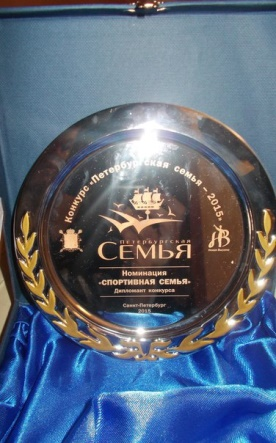 Конкурс «Петербургская семья – 2015»
Петербургская
СЕМЬЯ
Номинация
«СПОРТИВНАЯ СЕМЬЯ»
Дипломант конкурса
Санкт-Петербург
2015